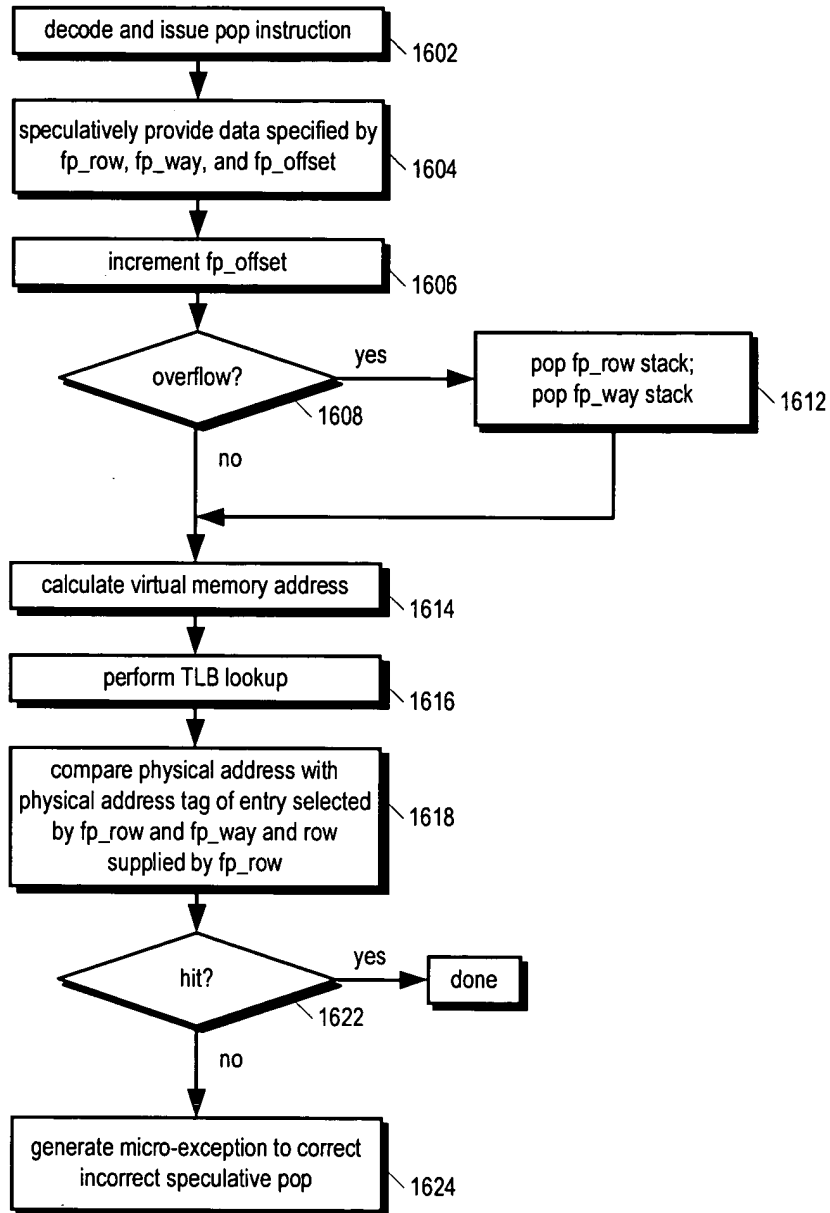 decode and issue pop instruction
1602
speculatively provide data specified by
fp_row, fp_way, and fp_offset
1604
increment fp_offset
1606
overflow?
yes
1608
no
pop fp_row stack;
pop fp_way stack
1612
calculate virtual memory address
1614
perform TLB lookup
1616
compare physical address with
physical address tag of entry selected
by fp_row and fp_way and row
supplied by fp_row
1618
hit?
yes
done
1622
no
generate micro-exception to correct
incorrect speculative pop
1624